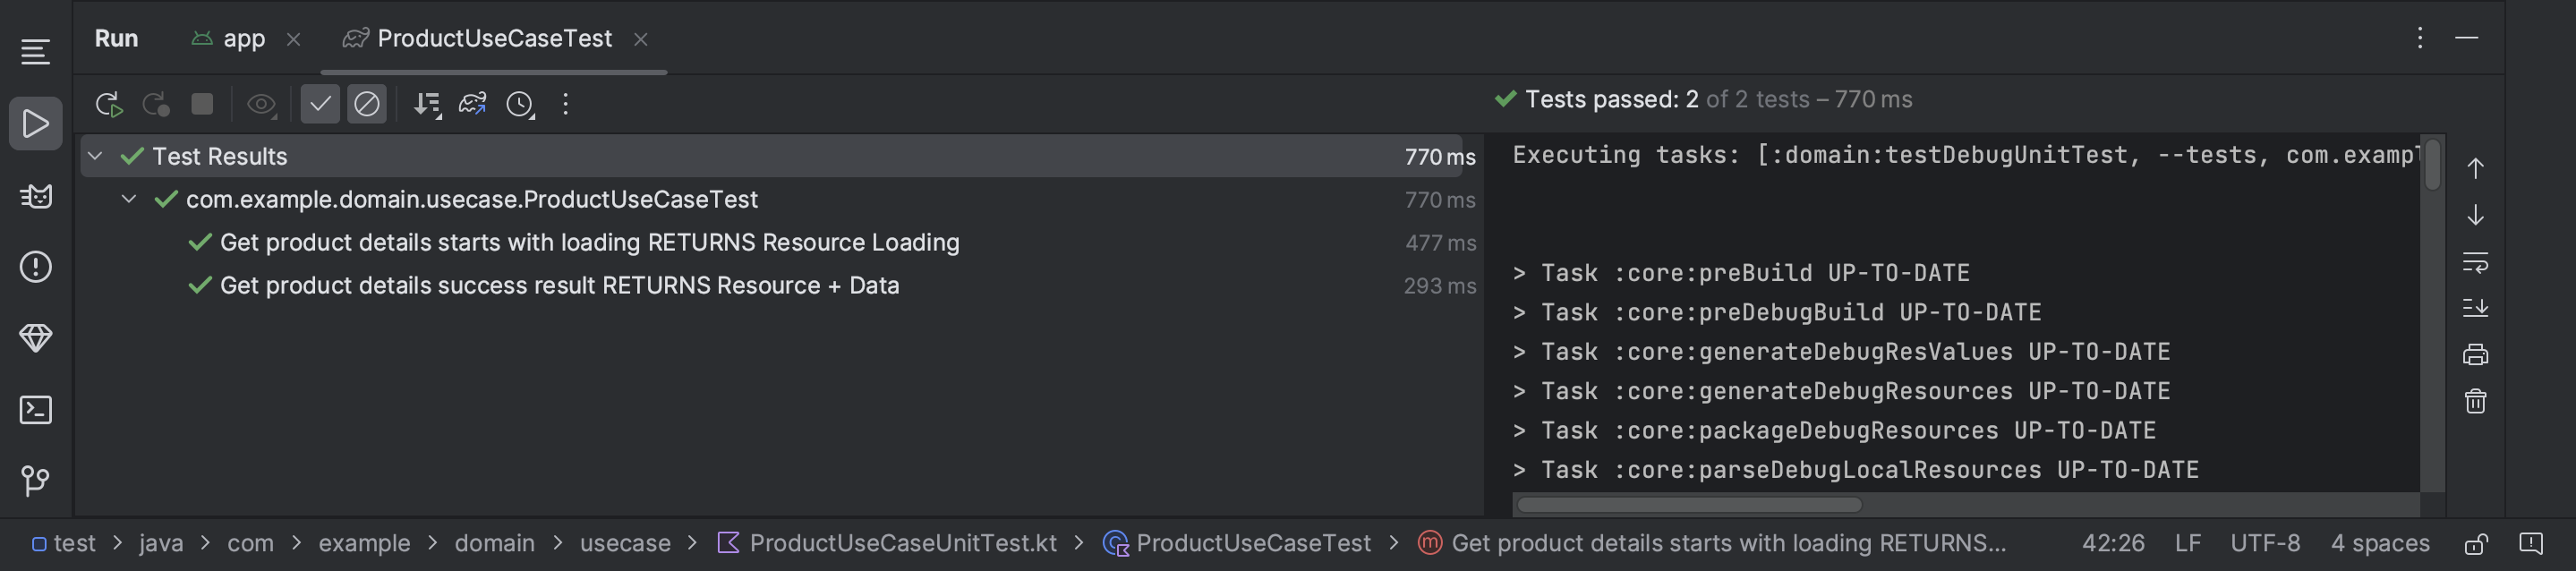 Run app ProductUseCaseTest
Tests passed: 2 of 2 tests – 770 ms
Test Results 770 ms
com.example.domain.usecase.ProductUseCaseTest 770 ms
Get product details starts with loading RETURNS Resource Loading 477 ms
Get product details success result RETURNS Resource + Data 293 ms
Executing tasks: [:domain:testDebugUnitTest, --tests, com.exampl
> Task :core:preBuild UP-TO-DATE
> Task :core:preDebugBuild UP-TO-DATE
> Task :core:generateDebugResValues UP-TO-DATE
> Task :core:generateDebugResources UP-TO-DATE
> Task :core:packageDebugResources UP-TO-DATE
> Task :core:parseDebugLocalResources UP-TO-DATE
test > java > com > example > domain > usecase > ProductUseCaseUnitTest.kt > ProductUseCaseTest > m Get product details starts with loading RETURNS... 42:26 LF UTF-8 4 spaces